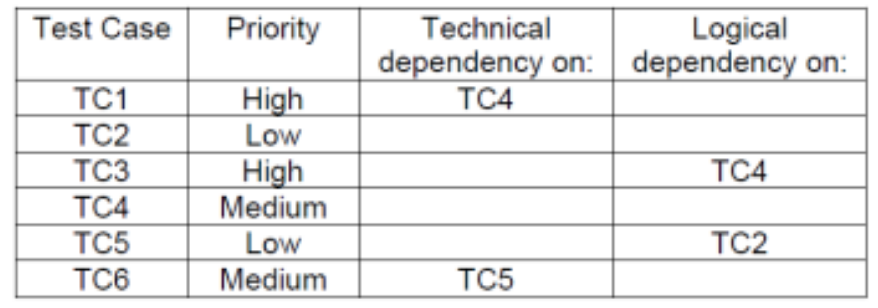 Test Case Priority Technical Logical
dependency on: dependency on:
TC1 High TC4
TC2 Low
TC3 High TC4
TC4 Medium
TC5 Low TC2
TC6 Medium TC5